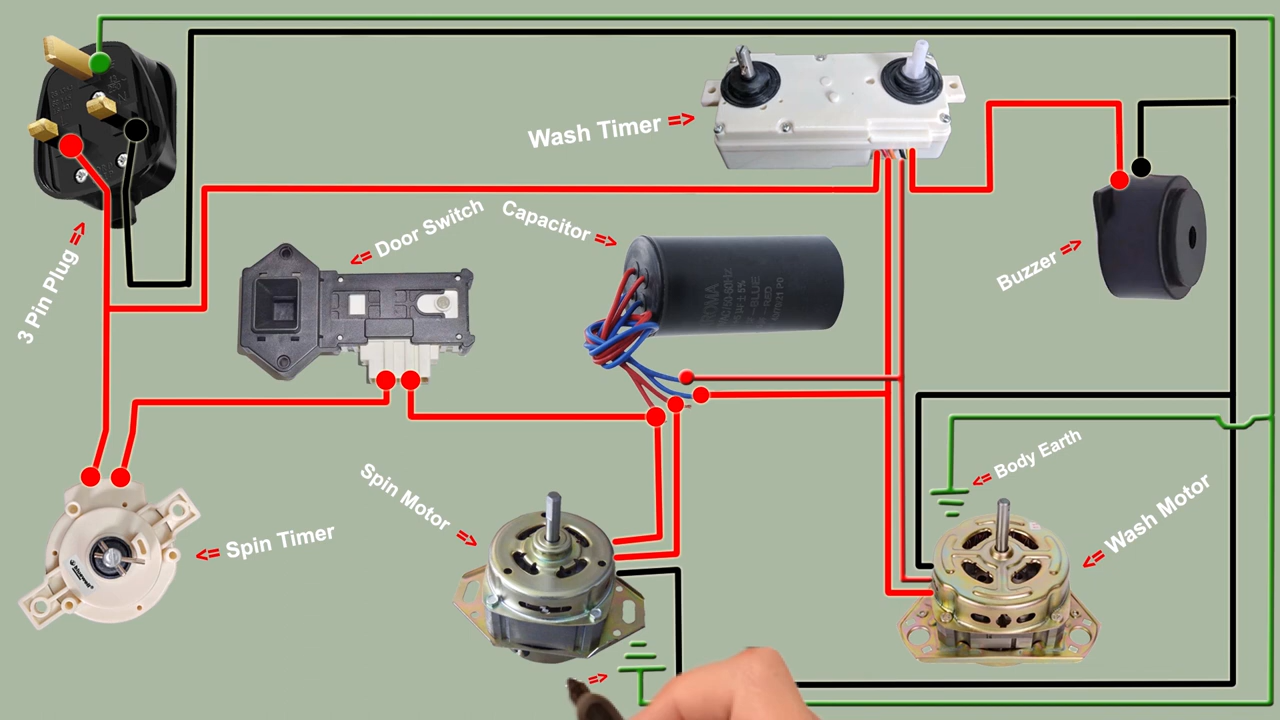 Wash Timer =>
Door Switch
Capacitor =>
3 Pin Plug =>
Buzzer =>
<= Body Earth
Spin Motor =>
<= Wash Motor
<= Spin Timer
=>